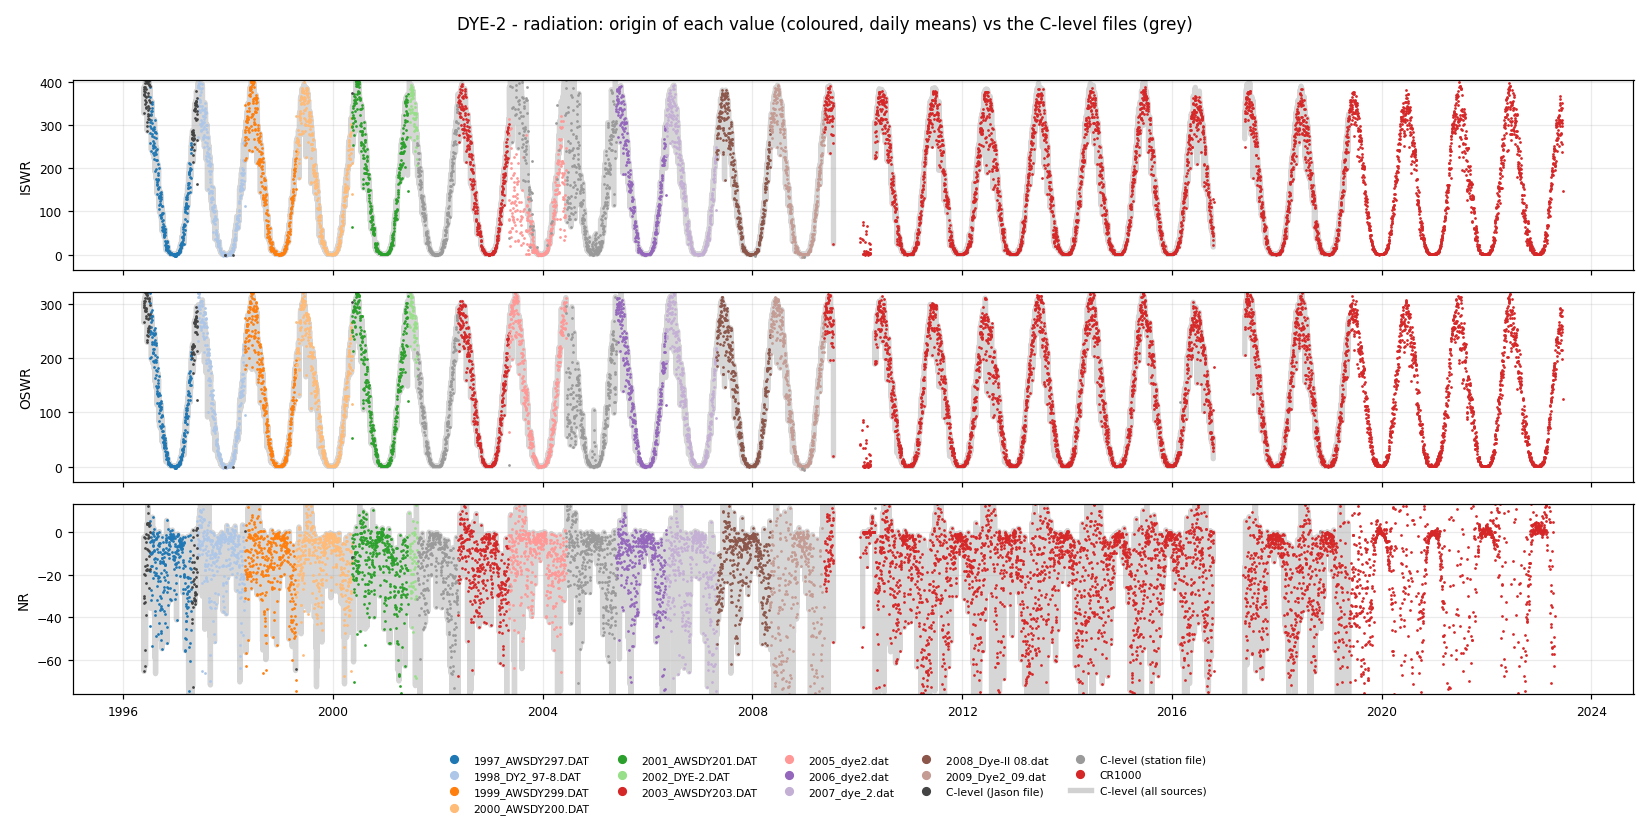 DYE-2 - radiation: origin of each value (coloured, daily means) vs the C-level files (grey)
400
300
200
100
0
ISWR
300
200
100
0
OSWR
0
−20
−40
−60
NR
1996
2000
2004
2008
2012
2016
2020
2024
1997_AWSDY297.DAT
1998_DY2_97-8.DAT
1999_AWSDY299.DAT
2000_AWSDY200.DAT
2001_AWSDY201.DAT
2002_DYE-2.DAT
2003_AWSDY203.DAT
2005_dye2.dat
2006_dye2.dat
2007_dye_2.dat
2008_Dye-II 08.dat
2009_Dye2_09.dat
C-level (Jason file)
C-level (station file)
CR1000
C-level (all sources)